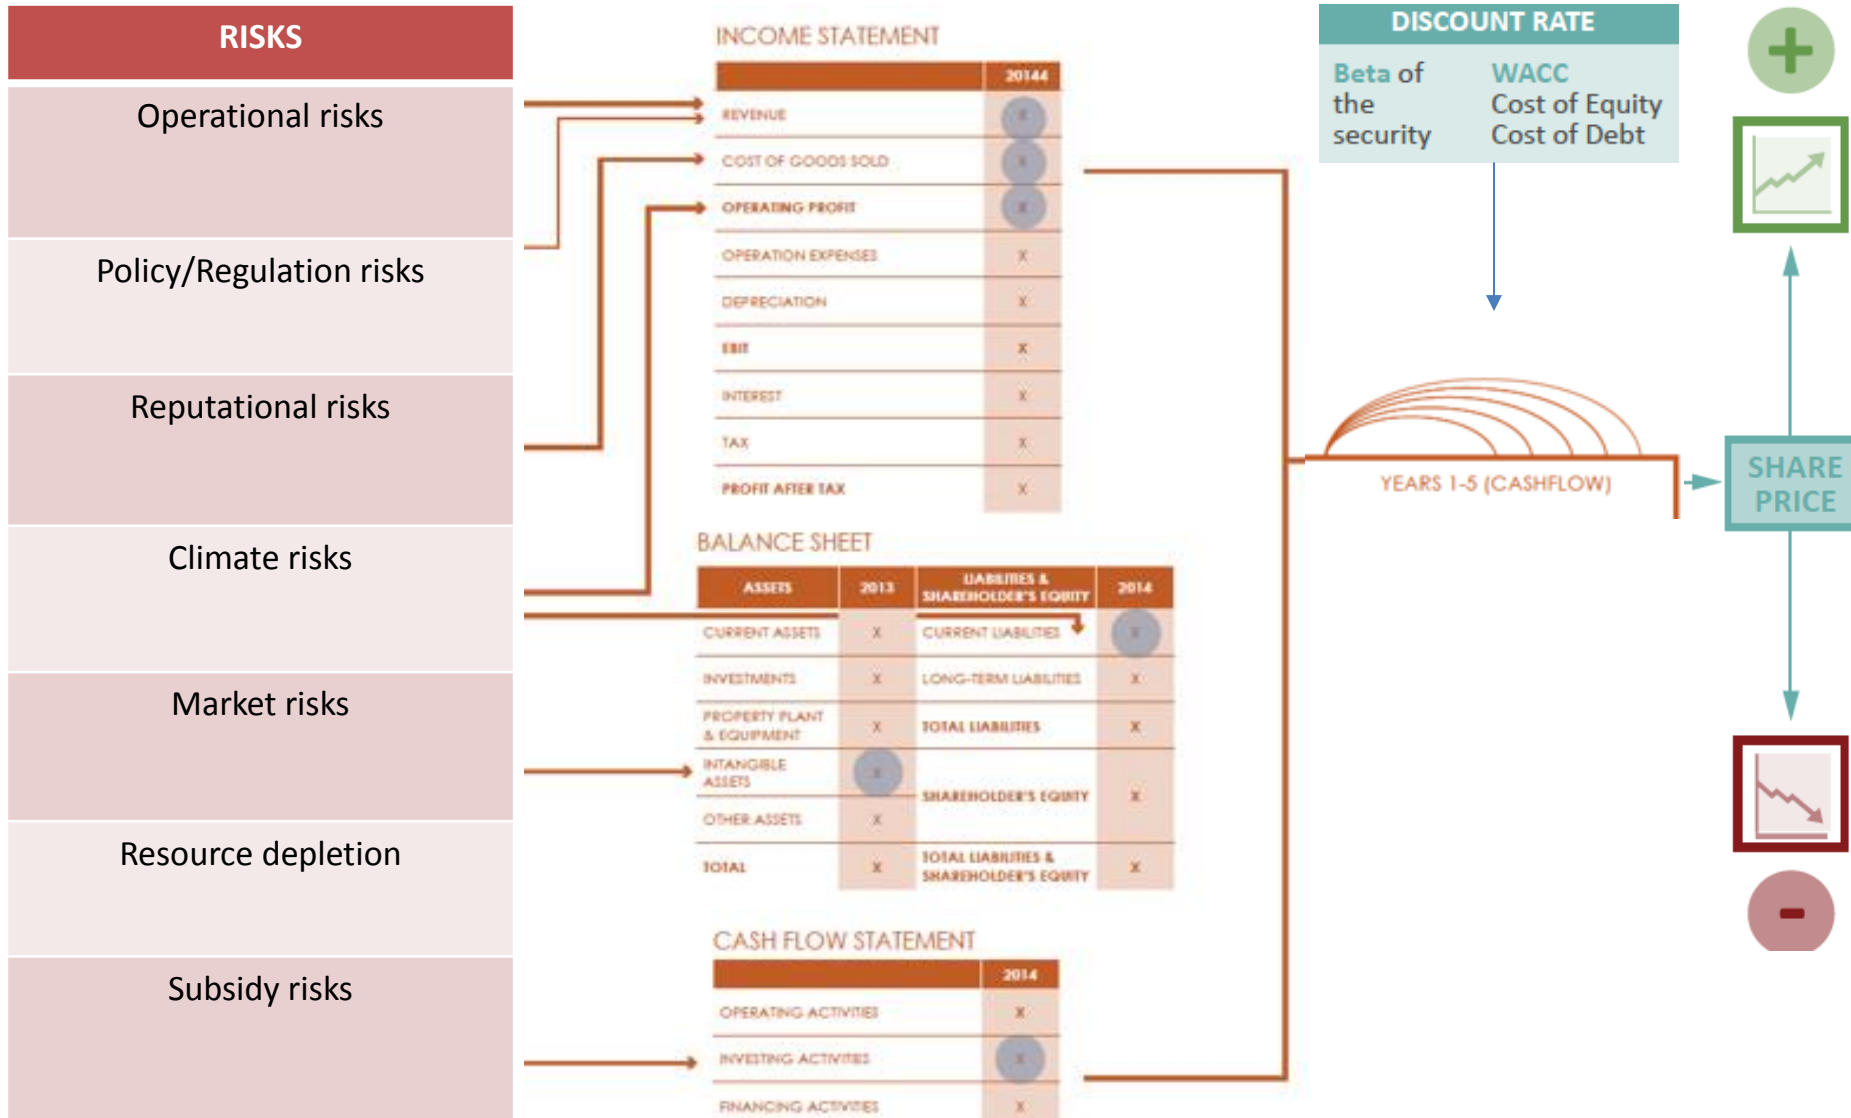 RISKS
Operational risks
Policy/Regulation risks
Reputational risks
Climate risks
Market risks
Resource depletion
Subsidy risks
INCOME STATEMENT
20144
REVENUE X
COST OF GOODS SOLD X
OPERATING PROFIT X
OPERATION EXPENSES X
DEPRECIATION X
EBIT X
INTEREST X
TAX X
PROFIT AFTER TAX X
BALANCE SHEET
ASSETS 2013 LIABILITIES & SHAREHOLDER'S EQUITY 2014
CURRENT ASSETS X CURRENT LIABILITIES X
INVESTMENTS X LONG-TERM LIABILITIES X
PROPERTY PLANT & EQUIPMENT X TOTAL LIABILITIES X
INTANGIBLE ASSETS X SHAREHOLDER'S EQUITY X
OTHER ASSETS X
TOTAL X TOTAL LIABILITIES & SHAREHOLDER'S EQUITY X
CASH FLOW STATEMENT
2014
OPERATING ACTIVITIES X
INVESTING ACTIVITIES X
FINANCING ACTIVITIES X
DISCOUNT RATE
Beta of
the
security
WACC
Cost of Equity
Cost of Debt
YEARS 1-5 (CASHFLOW)
+
SHARE
PRICE
-